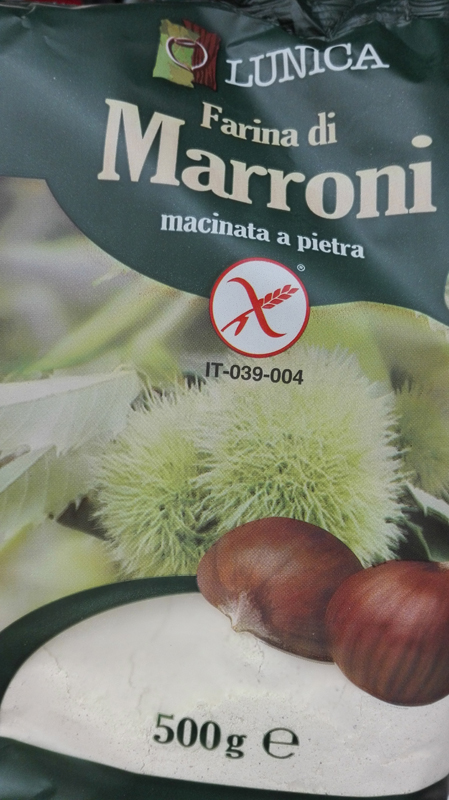 LUNICA
Farina di
Marroni
macinata a pietra
®
IT-039-004
500g ℮